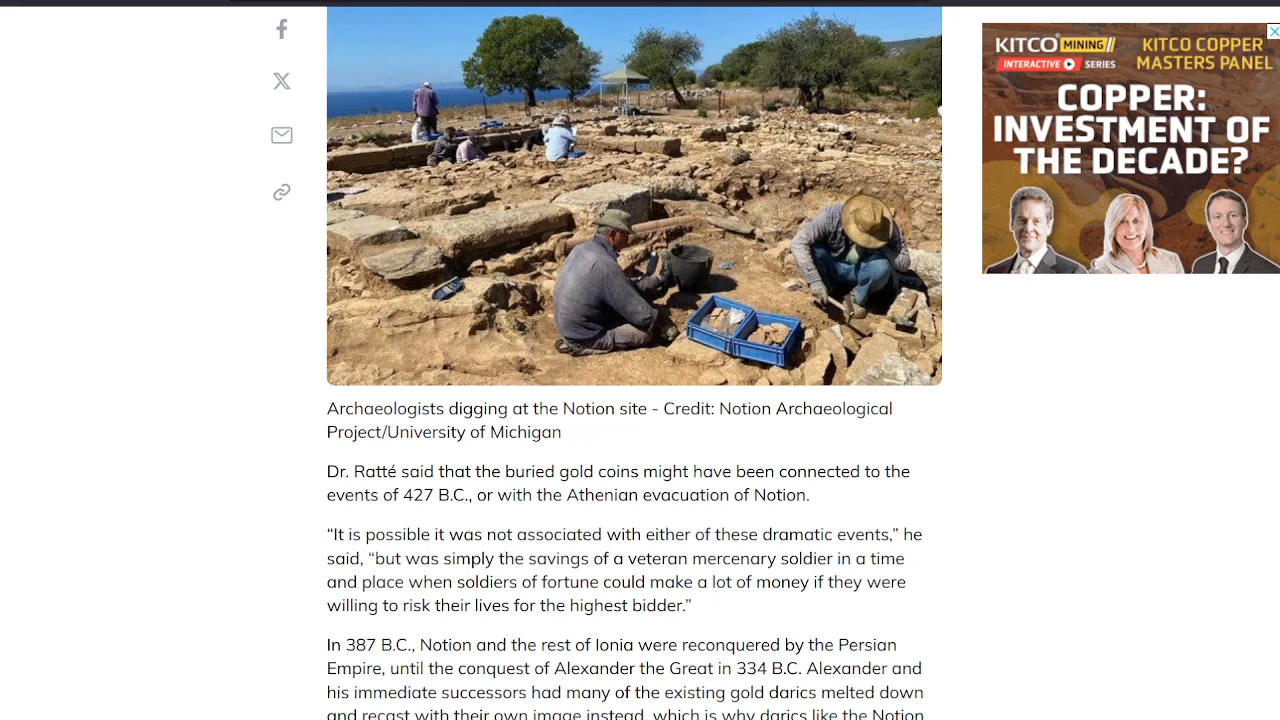 KITCO MINING//
INTERACTIVE SERIES
KITCO COPPER
MASTERS PANEL
COPPER:
INVESTMENT OF
THE DECADE?
Archaeologists digging at the Notion site - Credit: Notion Archaeological
Project/University of Michigan
Dr. Ratté said that the buried gold coins might have been connected to the
events of 427 B.C., or with the Athenian evacuation of Notion.
“It is possible it was not associated with either of these dramatic events,” he
said, “but was simply the savings of a veteran mercenary soldier in a time
and place when soldiers of fortune could make a lot of money if they were
willing to risk their lives for the highest bidder.”
In 387 B.C., Notion and the rest of Ionia were reconquered by the Persian
Empire, until the conquest of Alexander the Great in 334 B.C. Alexander and
his immediate successors had many of the existing gold darics melted down
and recast with their own image instead, which is why darics like the Notion